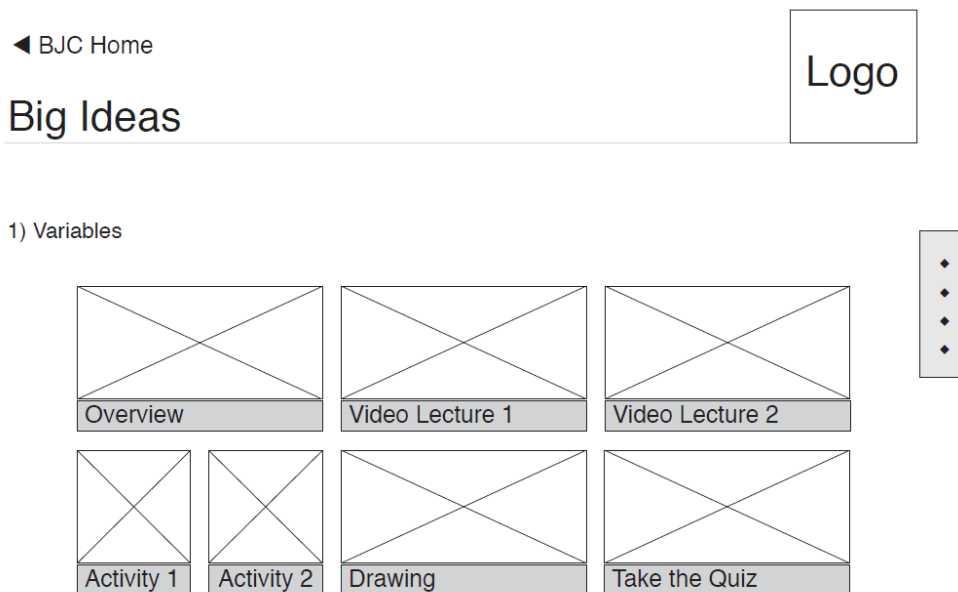 ◀ BJC Home
Logo
Big Ideas
1) Variables
Overview
Video Lecture 1
Video Lecture 2
Activity 1
Activity 2
Drawing
Take the Quiz